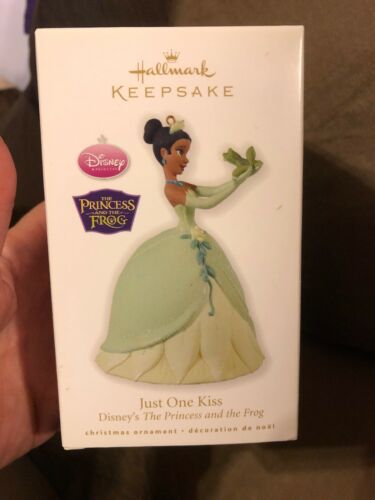 Hallmark
KEEPSAKE
Disney
PRINCESS
THE
PRINCESS
AND THE
FROG
Just One Kiss
Disney's The Princess and the Frog
christmas ornament • décoration de noël